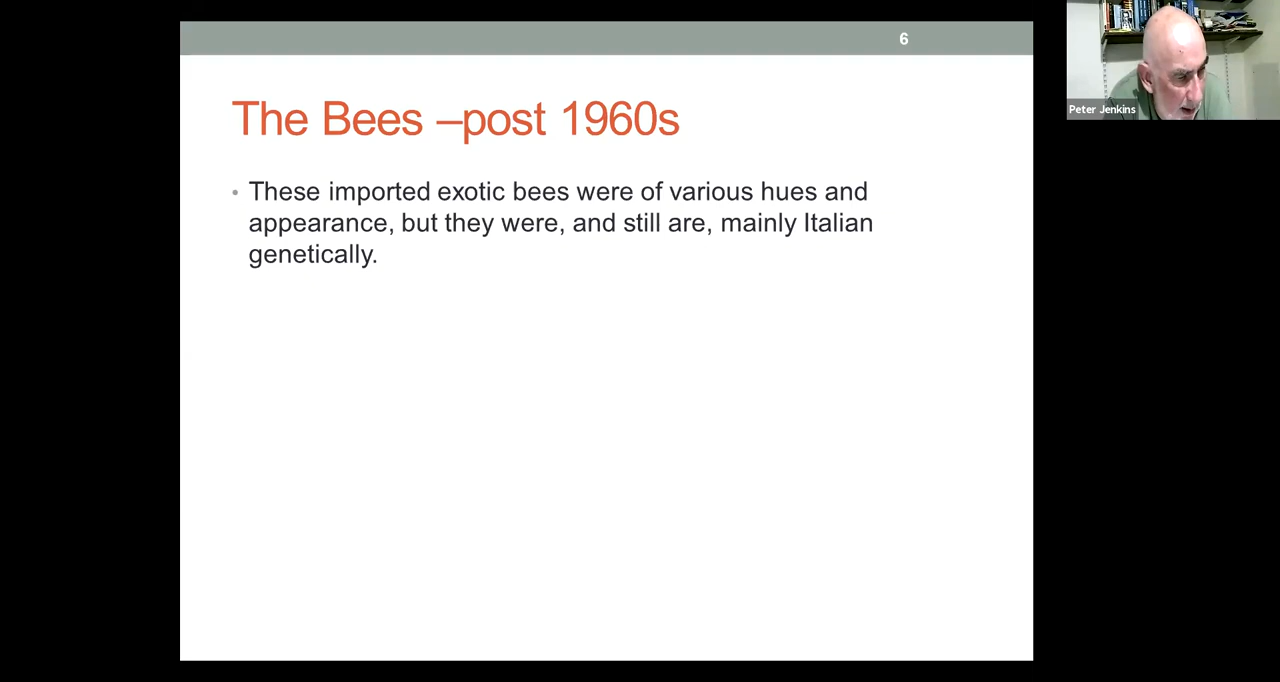 6
The Bees –post 1960s
• These imported exotic bees were of various hues and
appearance, but they were, and still are, mainly Italian
genetically.
Peter Jenkins